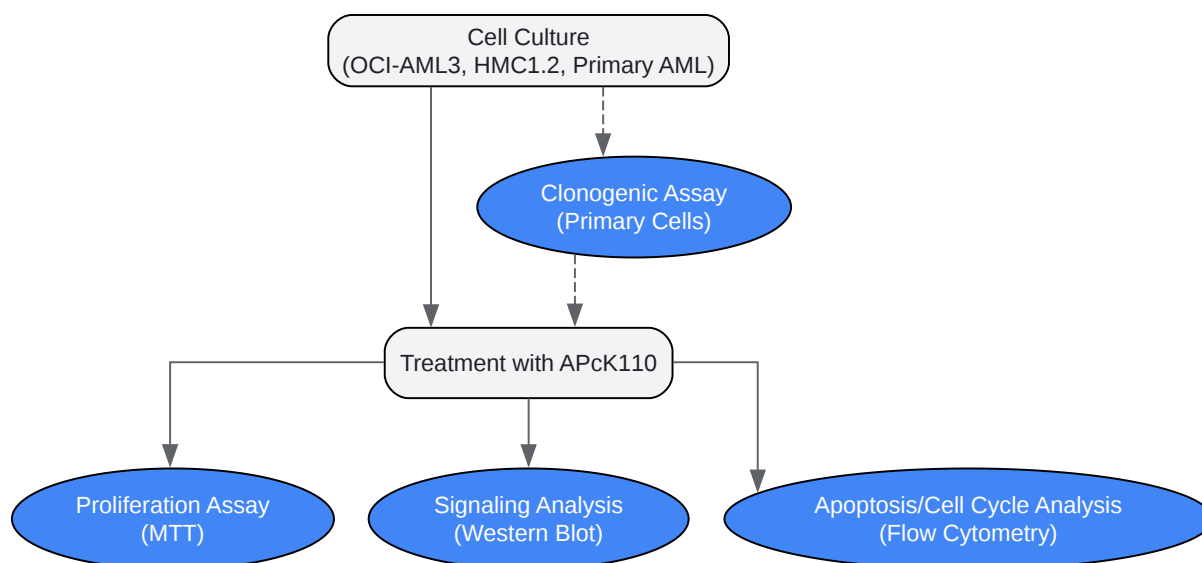 Cell Culture
(OCI-AML3, HMC1.2, Primary AML)
Clonogenic Assay
(Primary Cells)
Treatment with APcK110
Proliferation Assay
(MTT)
Signaling Analysis
(Western Blot)
Apoptosis/Cell Cycle Analysis
(Flow Cytometry)